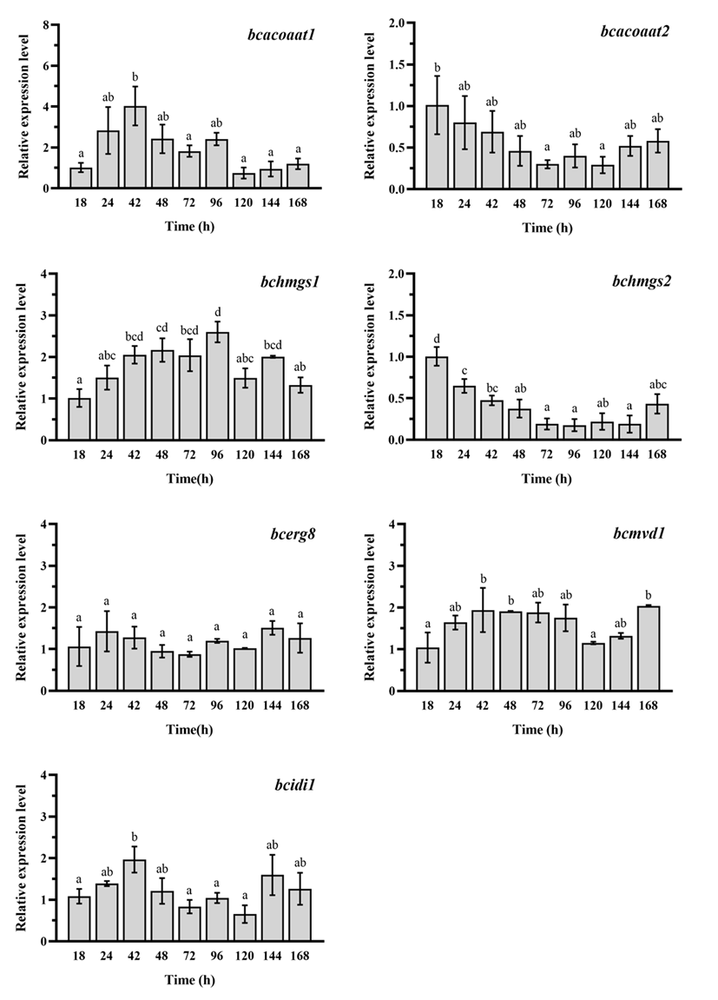 bcacoaat1
Relative expression level
8
6
4
2
0
a ab b ab a ab a a a
18 24 42 48 72 96 120 144 168
Time (h)
bcacoaat2
Relative expression level
2.0
1.5
1.0
0.5
0.0
b ab ab ab a ab a ab ab
18 24 42 48 72 96 120 144 168
Time (h)
bchmgs1
Relative expression level
4
3
2
1
0
a abc bcd cd bcd d abc bcd ab
18 24 42 48 72 96 120 144 168
Time(h)
bchmgs2
Relative expression level
2.0
1.5
1.0
0.5
0.0
d c bc ab a a ab a abc
18 24 42 48 72 96 120 144 168
Time (h)
bcerg8
Relative expression level
4
3
2
1
0
a a a a a a a a a
18 24 42 48 72 96 120 144 168
Time(h)
bcmvd1
Relative expression level
4
3
2
1
0
a ab b b ab ab a ab b
18 24 42 48 72 96 120 144 168
Time (h)
bcidi1
Relative expression level
4
3
2
1
0
a ab b ab a a a ab ab
18 24 42 48 72 96 120 144 168
Time (h)